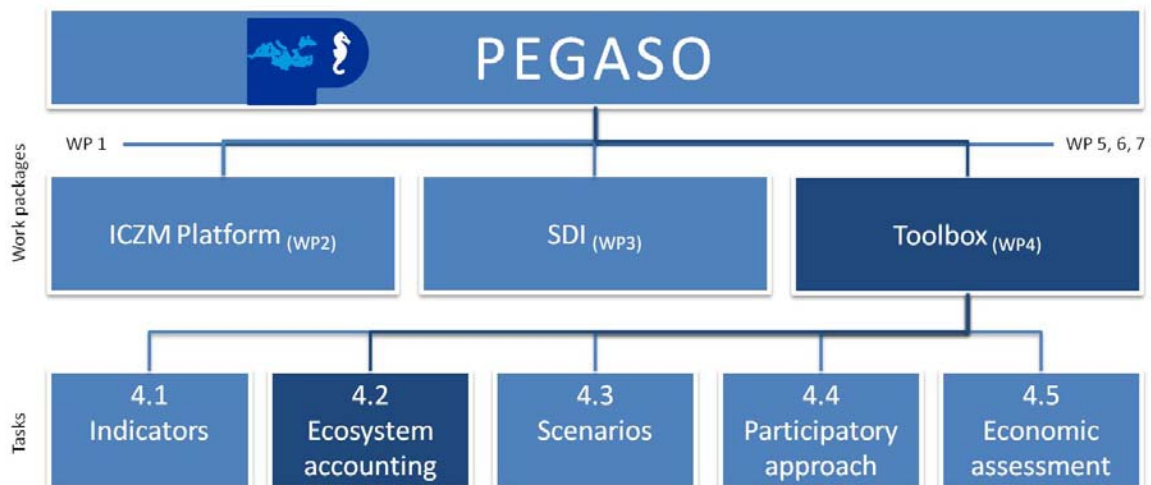 PEGASO
WP 1
WP 5, 6, 7
Work packages
ICZM Platform (WP2)
SDI (WP3)
Toolbox (WP4)
Tasks
4.1
Indicators
4.2
Ecosystem
accounting
4.3
Scenarios
4.4
Participatory
approach
4.5
Economic
assessment